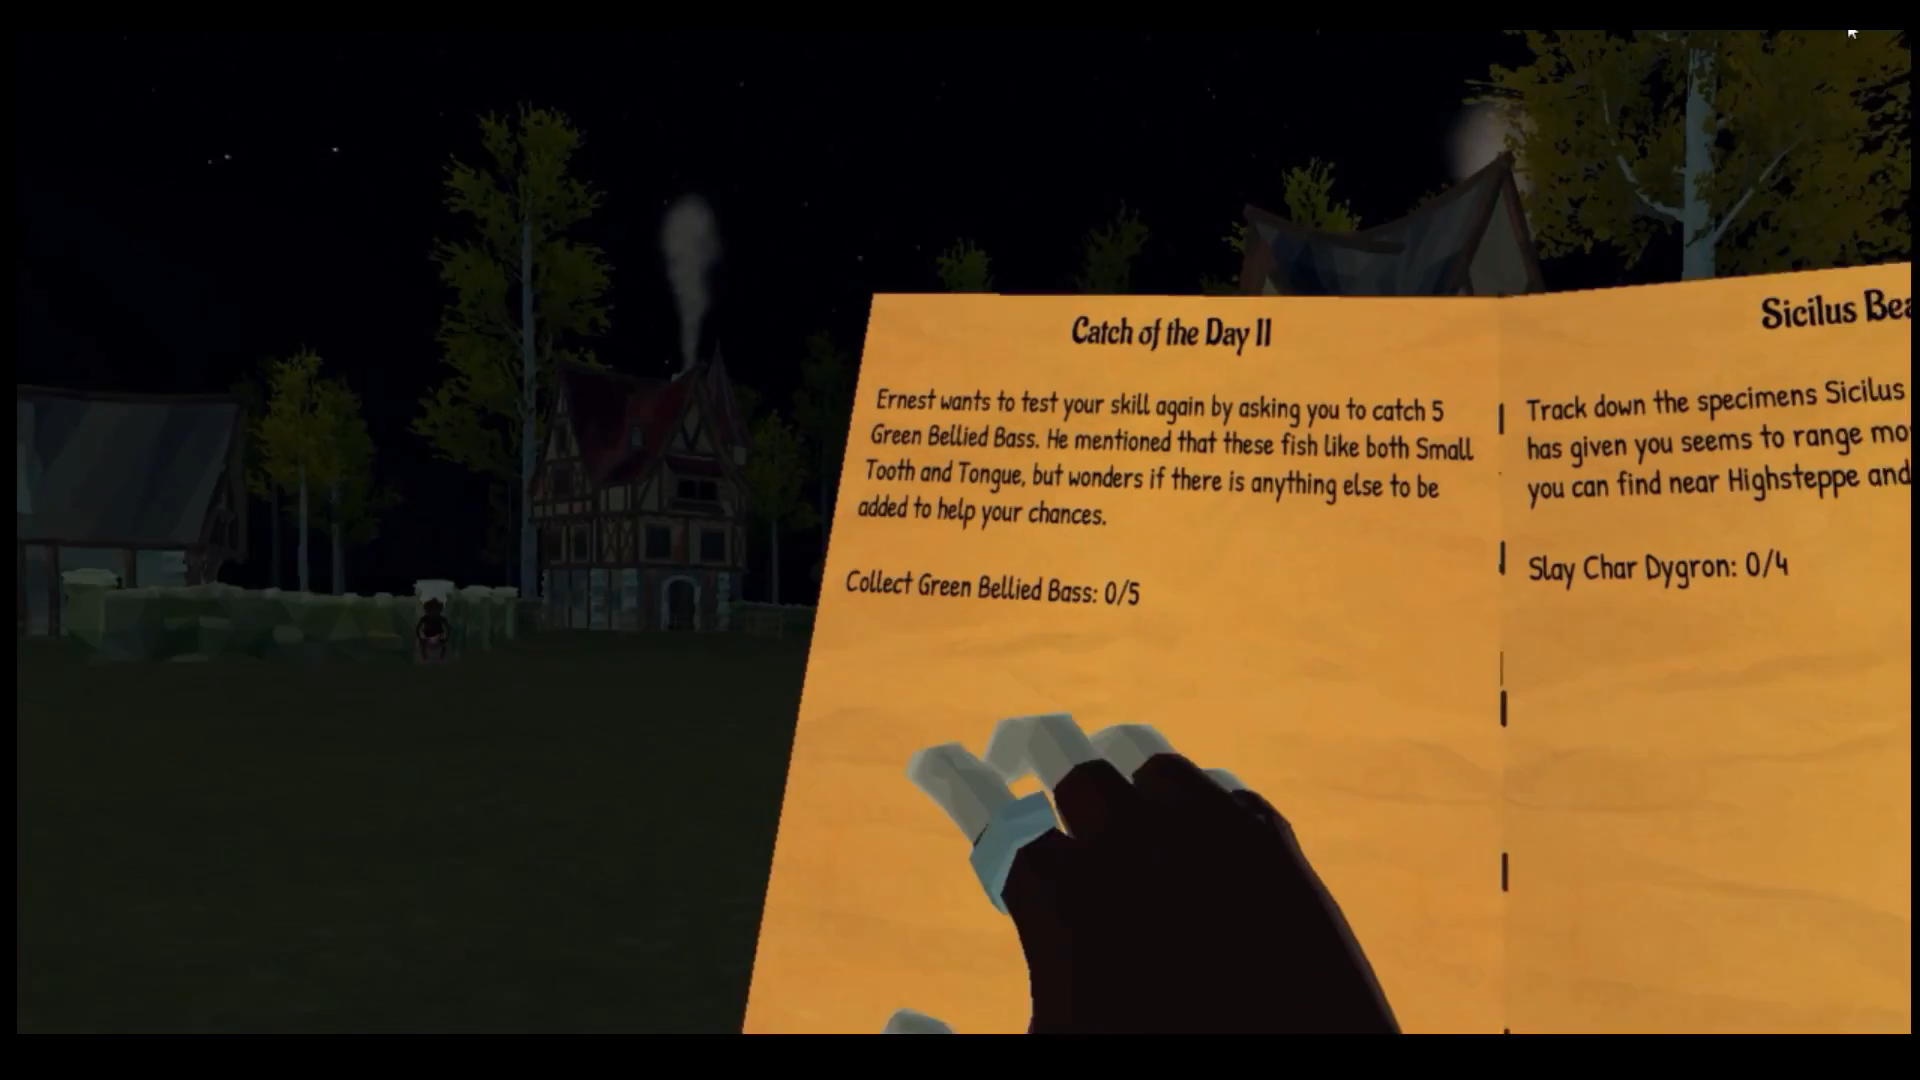 Catch of the Day II
Ernest wants to test your skill again by asking you to catch 5
Green Bellied Bass. He mentioned that these fish like both Small
Tooth and Tongue, but wonders if there is anything else to be
added to help your chances.
Collect Green Bellied Bass: 0/5
Sicilus
Track down the specimens Sicilus
has given you seems to range
you can find near Highsteppe and
Slay Char Dygron: 0/4